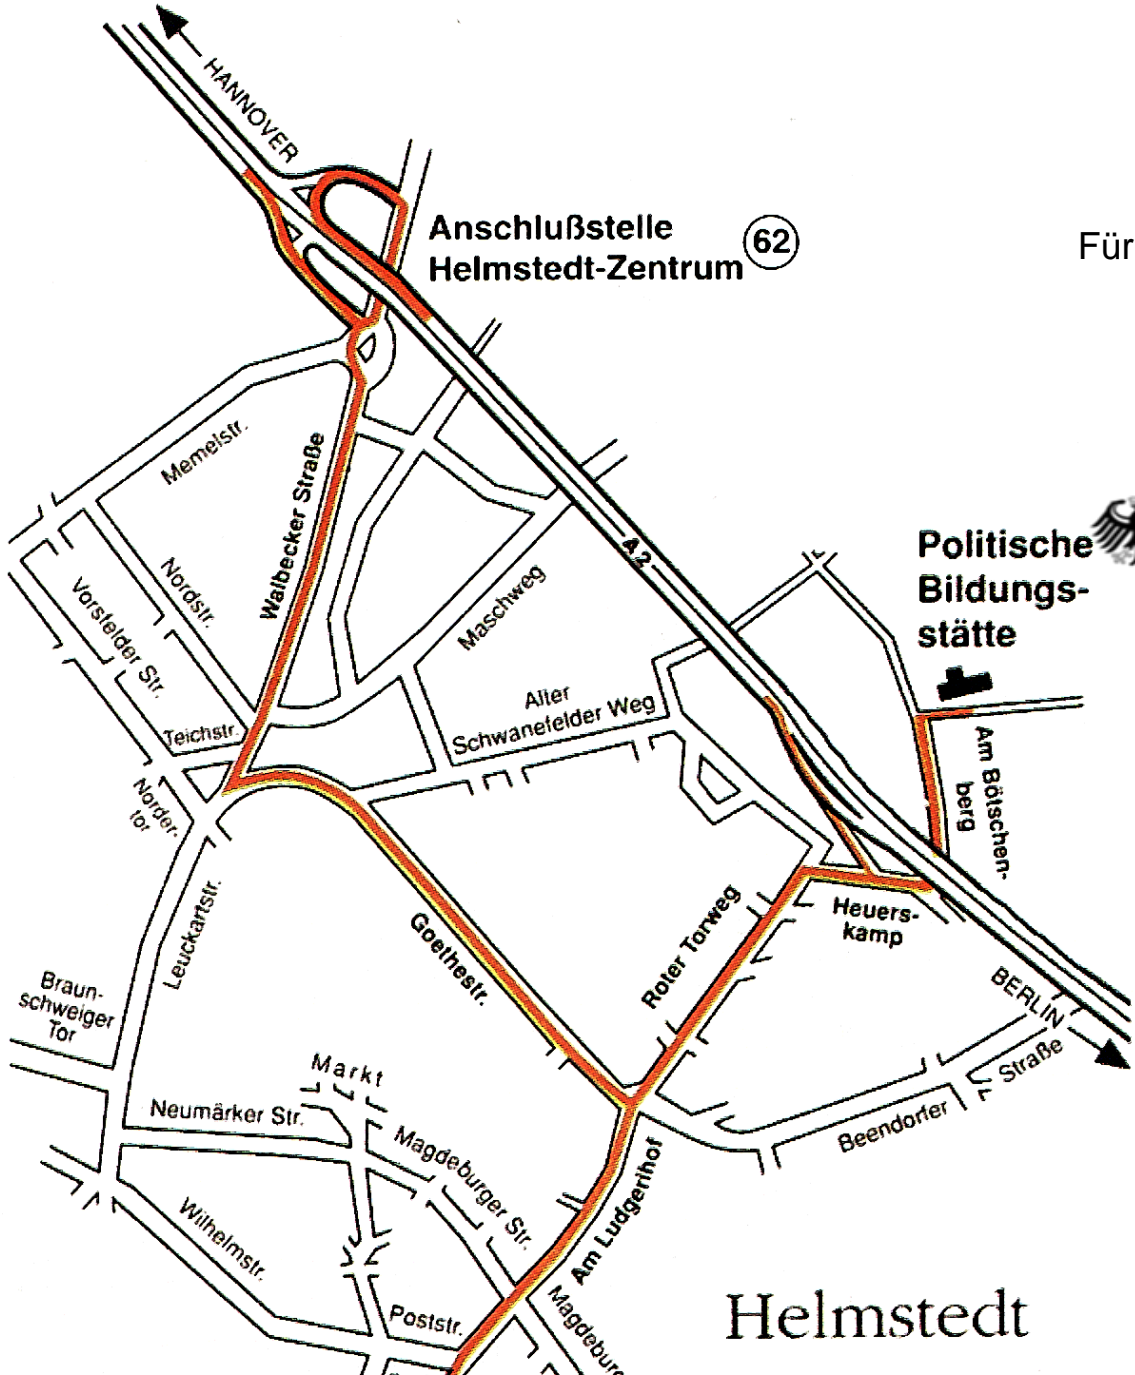 HANNOVER
Anschlußstelle
Helmstedt-Zentrum
62
Für
Memelstr.
Walbecker Straße
A 2
Politische
Bildungs-
stätte
Nordstr.
Vorsfelder Str.
Maschweg
Alter
Schwanefelder Weg
Teichstr.
Norder-
tor
Am Bötschen-
berg
Leuckartstr.
Goethestr.
Roter Torweg
Heuers-
kamp
Braun-
schweiger
Tor
BERLIN
Markt
Neumärker Str.
Magdeburger Str.
Beendorfer
Straße
Am Ludgerihof
Wilhelmstr.
Poststr.
Magdeburg
Helmstedt